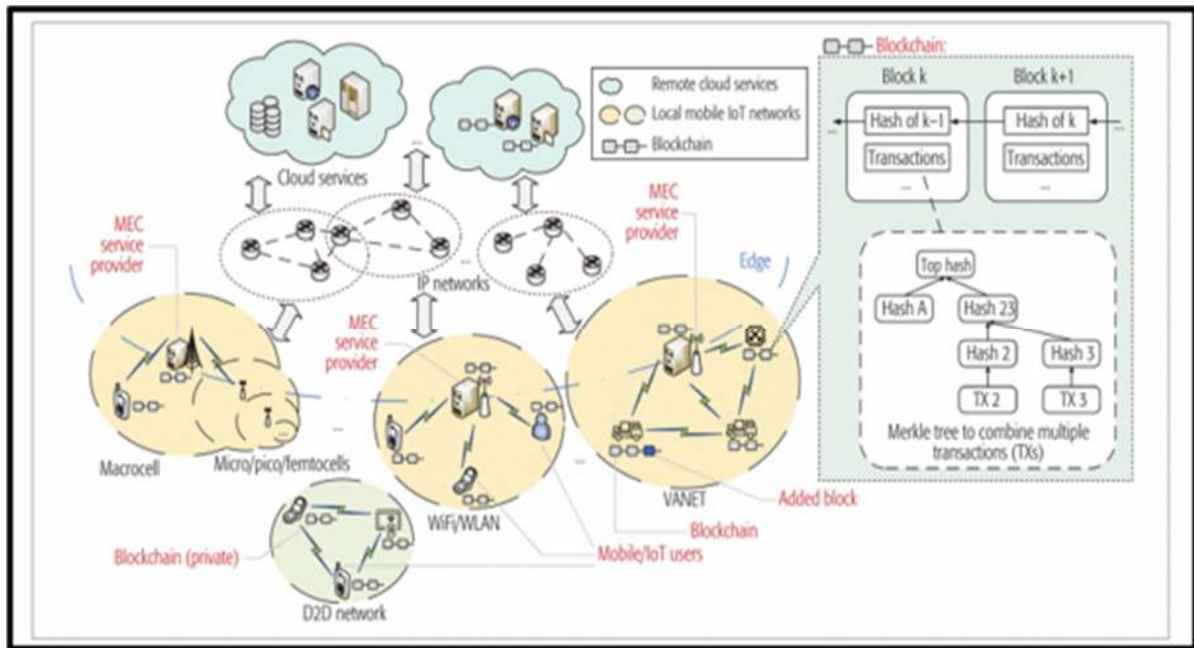 Cloud services
...
Remote cloud services
Local mobile IoT networks
Blockchain
Blockchain:
Block k
Block k+1
...
Hash of k−1
Hash of k
...
Transactions
Transactions
...
...
MEC
service
provider
...
IP networks
MEC
service
provider
MEC
service
provider
Edge
Top hash
Hash A
Hash 23
Hash 2
Hash 3
TX 2
TX 3
Merkle tree to combine multiple
transactions (TXs)
...
Macrocell
Micro/pico/femtocells
...
WiFi/WLAN
...
VANET
Added block
Blockchain
Blockchain (private)
Mobile/IoT users
D2D network